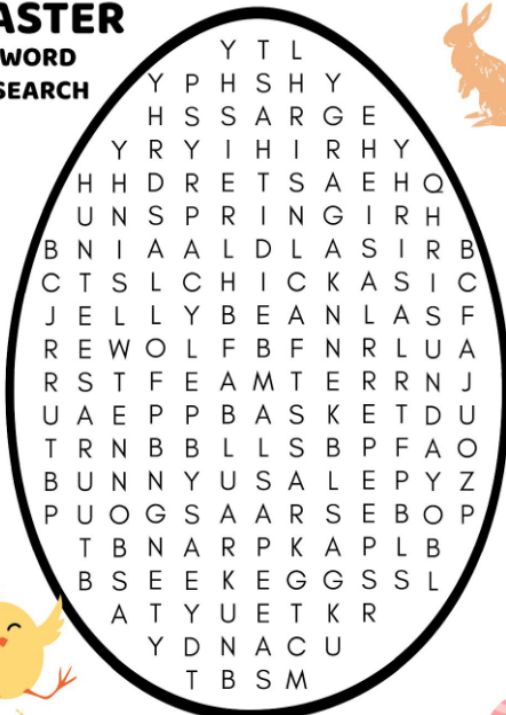 ASTER
WORD
SEARCH
Y T L
Y P H S H Y
H S S A R G E
Y R Y I H I R H Y
H H D R E T S A E H Q
U N S P R I N G I R H
B N I A A L D L A S I R B
C T S L C H I C K A S I C
J E L L Y B E A N L A S F
R E W O L F B F N R L U A
R S T F E A M T E R R N J
U A E P P B A S K E T D U
T R N B B L L S B P F A O
B U N N Y U S A L E P Y Z
P U O G S A A R S E B O P
T B N A R P K A P L B
B S E E K E G G S S L
A T Y U E T K R
Y D N A C U
T B S M